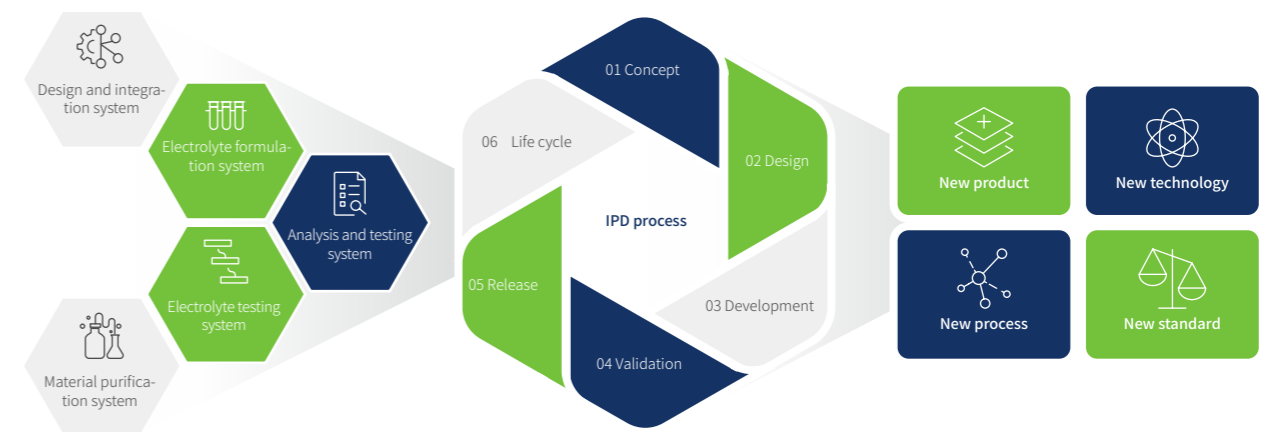 Design and integra-
tion system
Electrolyte formula-
tion system
Analysis and testing
system
Electrolyte testing
system
Material purifica-
tion system
01 Concept
02 Design
03 Development
04 Validation
05 Release
06 Life cycle
IPD process
New product
New technology
New process
New standard